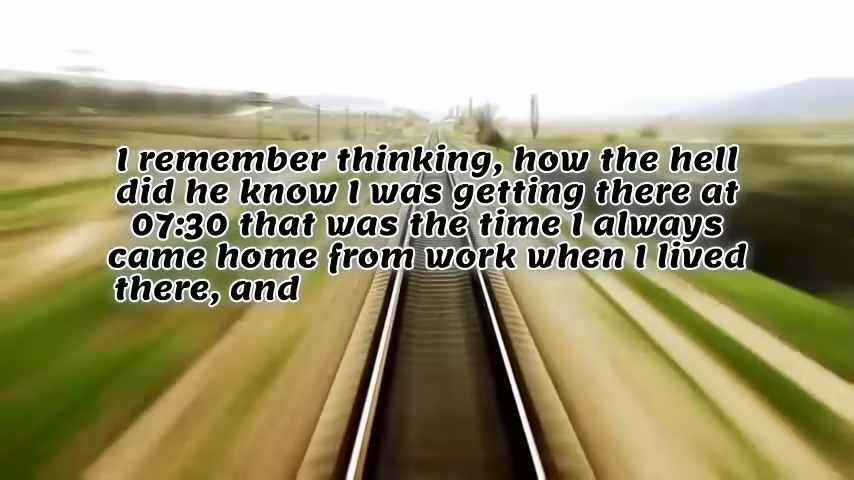 I remember thinking, how the hell
did he know I was getting there at
07:30 that was the time I always
came home from work when I lived
there, and